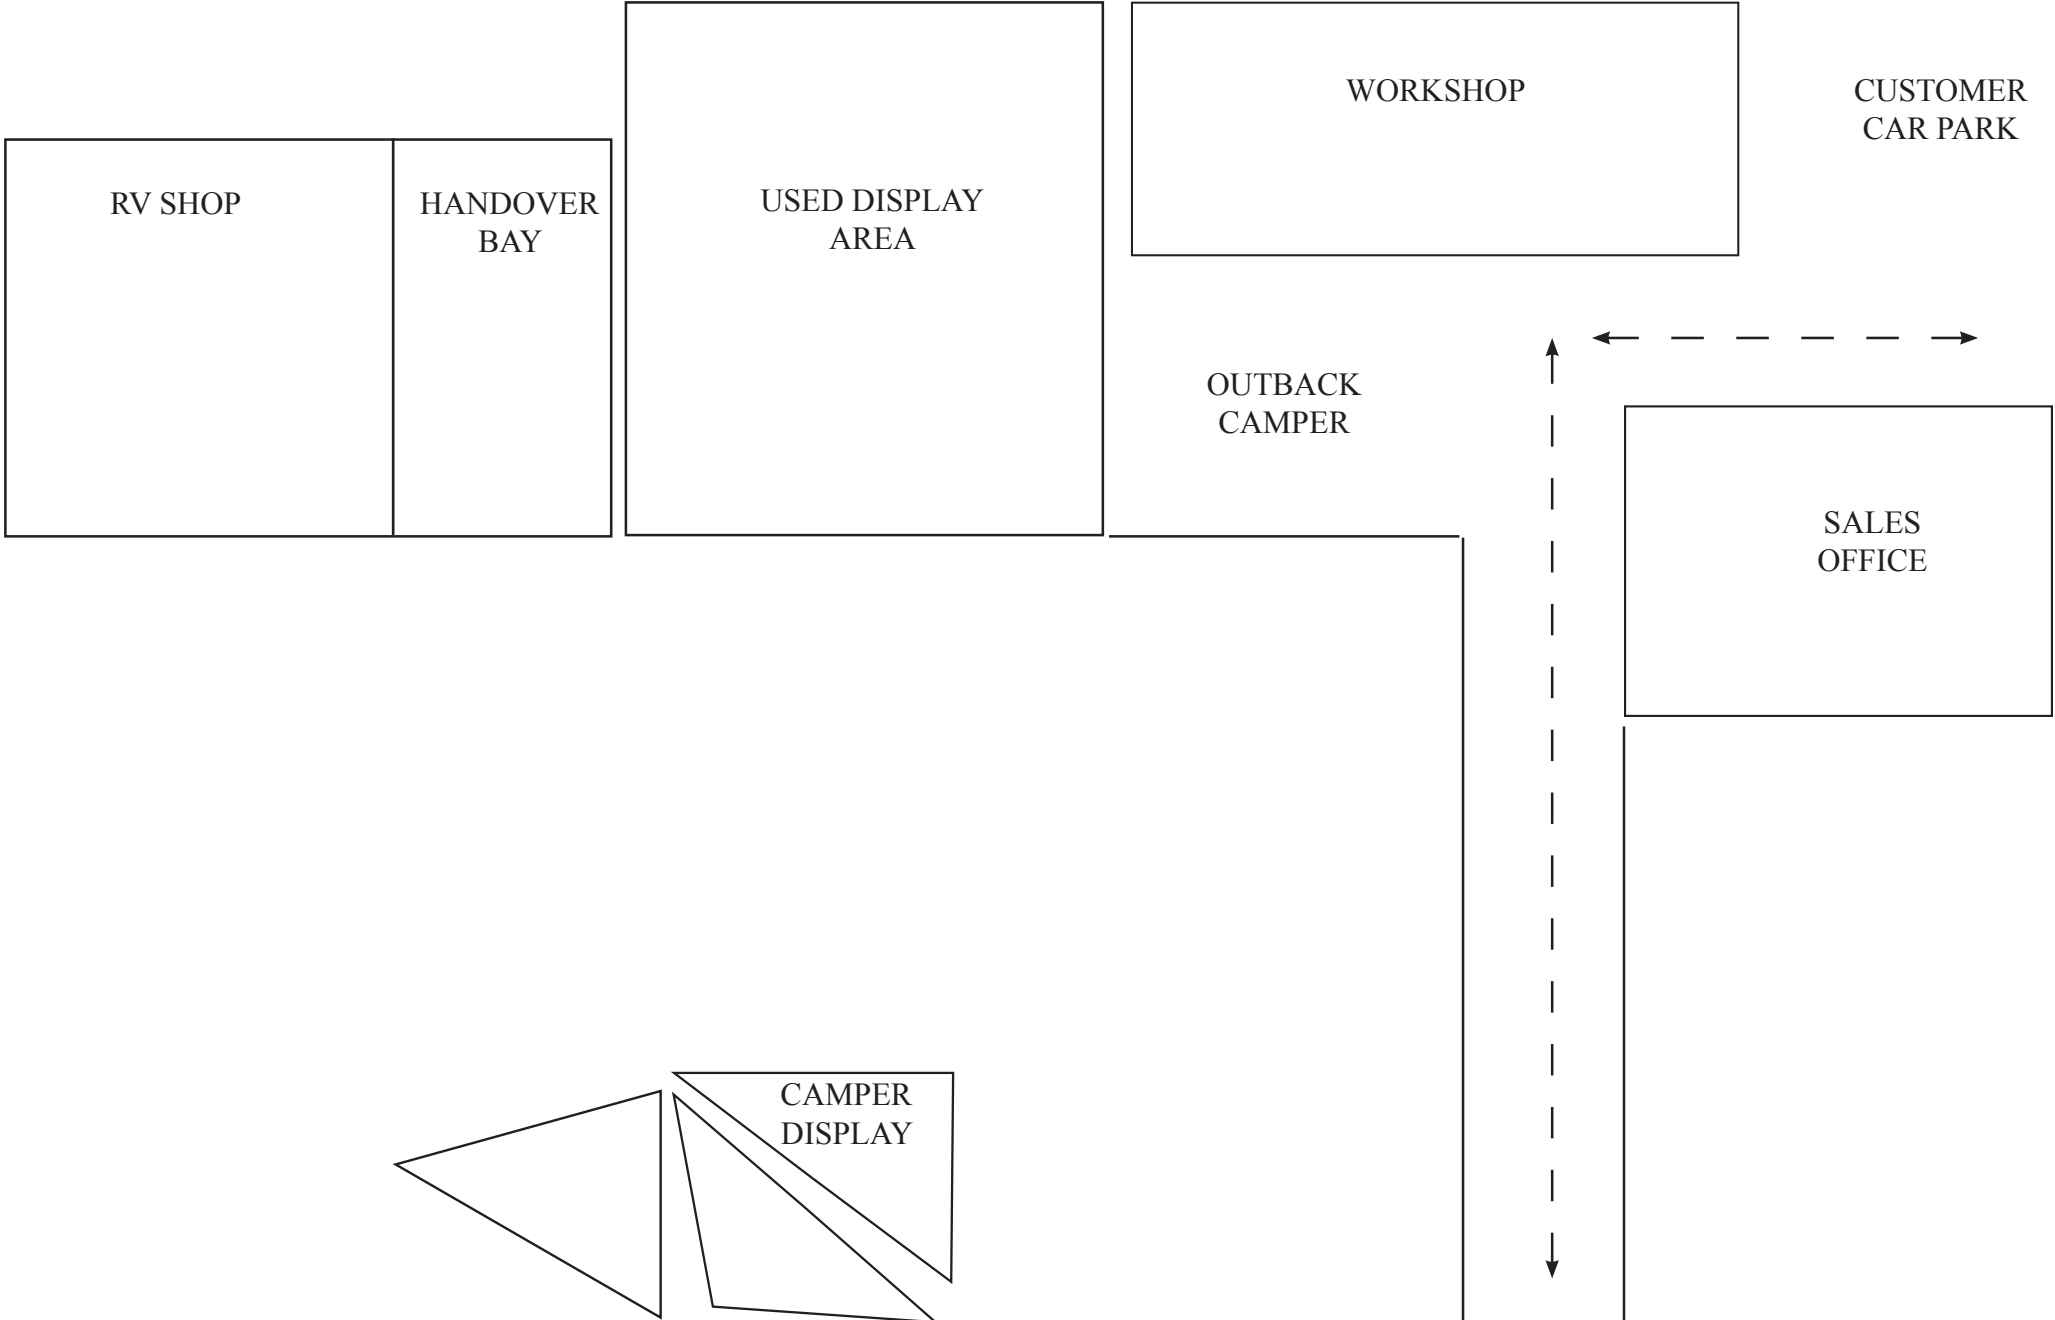 WORKSHOP
CUSTOMER
CAR PARK
RV SHOP
HANDOVER
BAY
USED DISPLAY
AREA
OUTBACK
CAMPER
SALES
OFFICE
CAMPER
DISPLAY